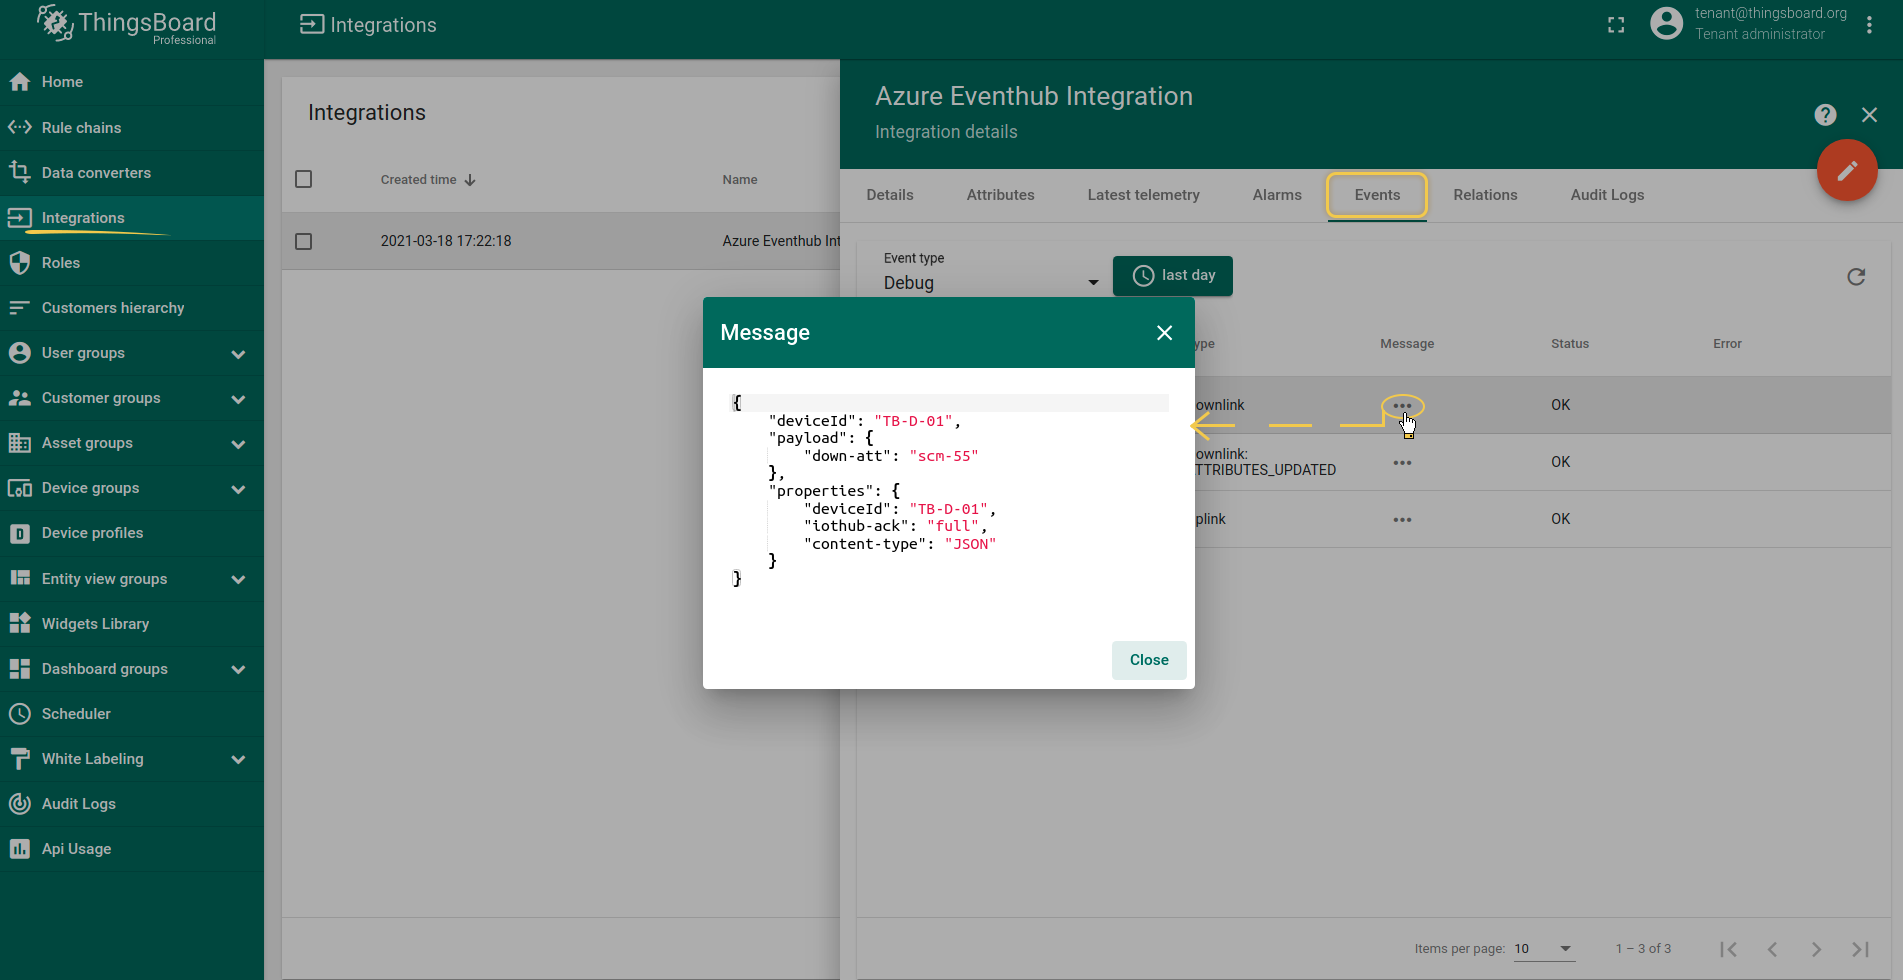 ThingsBoard
Professional
Integrations
tenant@thingsboard.org
Tenant administrator
Home
Rule chains
Data converters
Integrations
Roles
Customers hierarchy
User groups
Customer groups
Asset groups
Device groups
Device profiles
Entity view groups
Widgets Library
Dashboard groups
Scheduler
White Labeling
Audit Logs
Api Usage
Integrations
Created time
Name
2021-03-18 17:22:18
Azure Eventhub Int
Azure Eventhub Integration
Integration details
Details Attributes Latest telemetry Alarms Events Relations Audit Logs
Event type
Debug
last day
ype Message Status Error
ownlink OK
ownlink:
TTRIBUTES_UPDATED OK
plink OK
Message
{
"deviceId": "TB-D-01",
"payload": {
"down-att": "scm-55"
},
"properties": {
"deviceId": "TB-D-01",
"iothub-ack": "full",
"content-type": "JSON"
}
}
Close
Items per page: 10 1 – 3 of 3